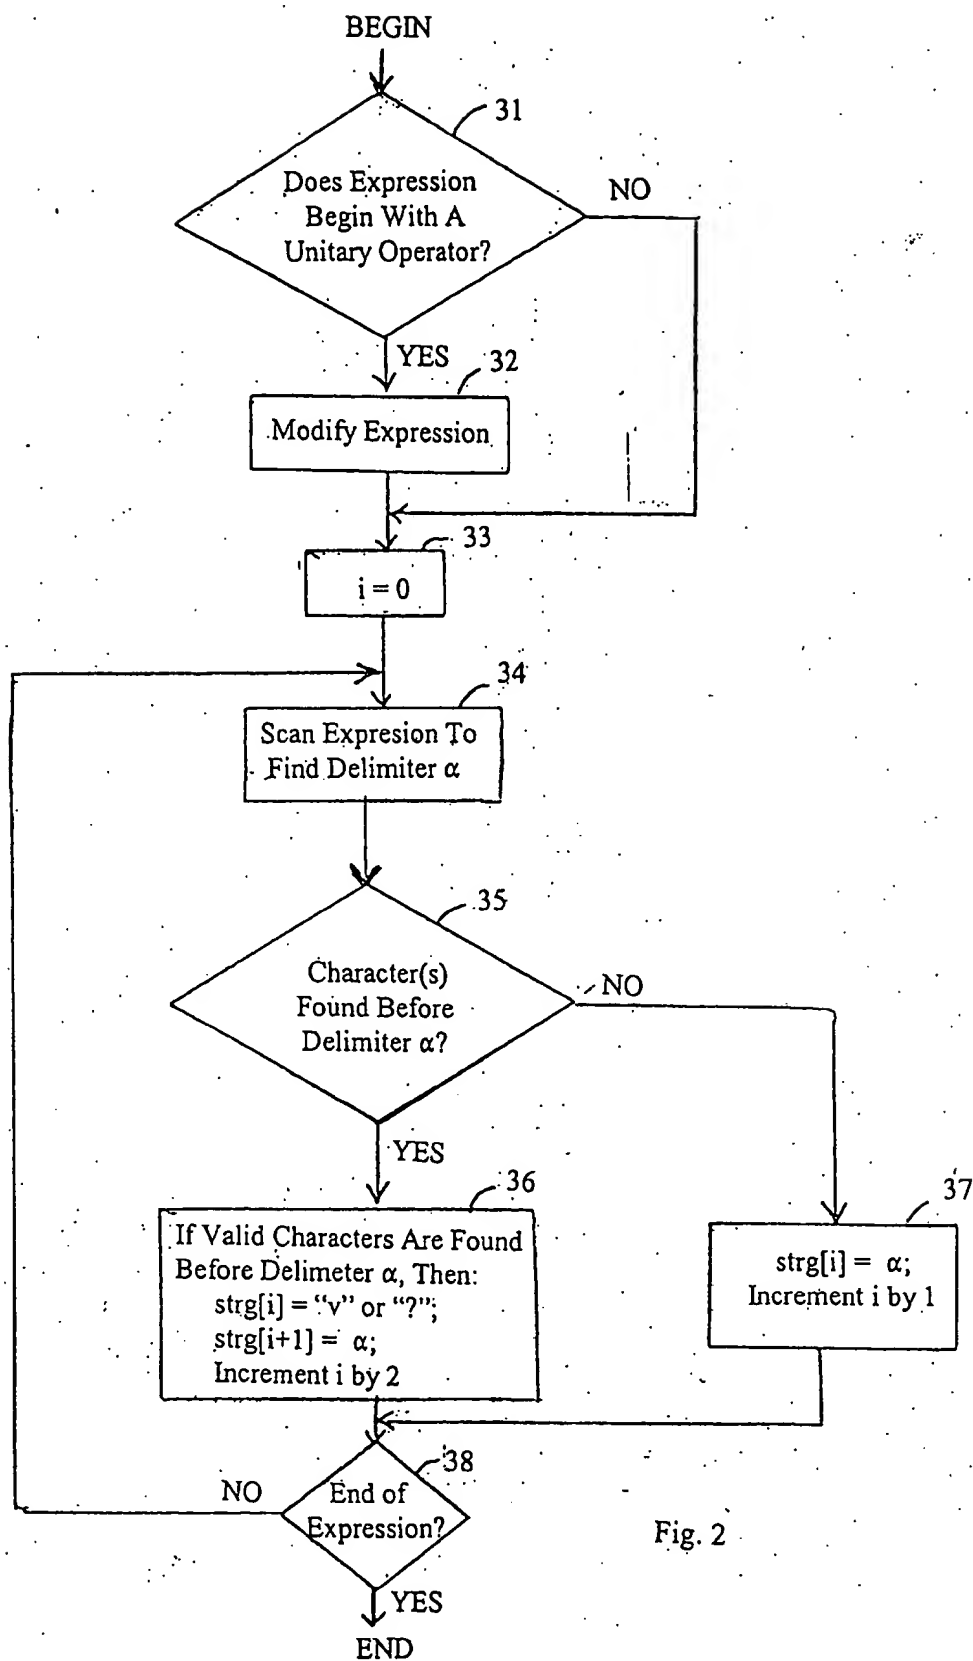 BEGIN
31
Does Expression
Begin With A
Unitary Operator?
NO
YES
32
Modify Expression
33
i = 0
34
Scan Expresion To
Find Delimiter α
35
Character(s)
Found Before
Delimiter α?
NO
YES
36
If Valid Characters Are Found
Before Delimeter α, Then:
strg[i] = “v” or “?”;
strg[i+1] = α;
Increment i by 2
37
strg[i] = α;
Increment i by 1
38
End of
Expression?
NO
YES
END
Fig. 2